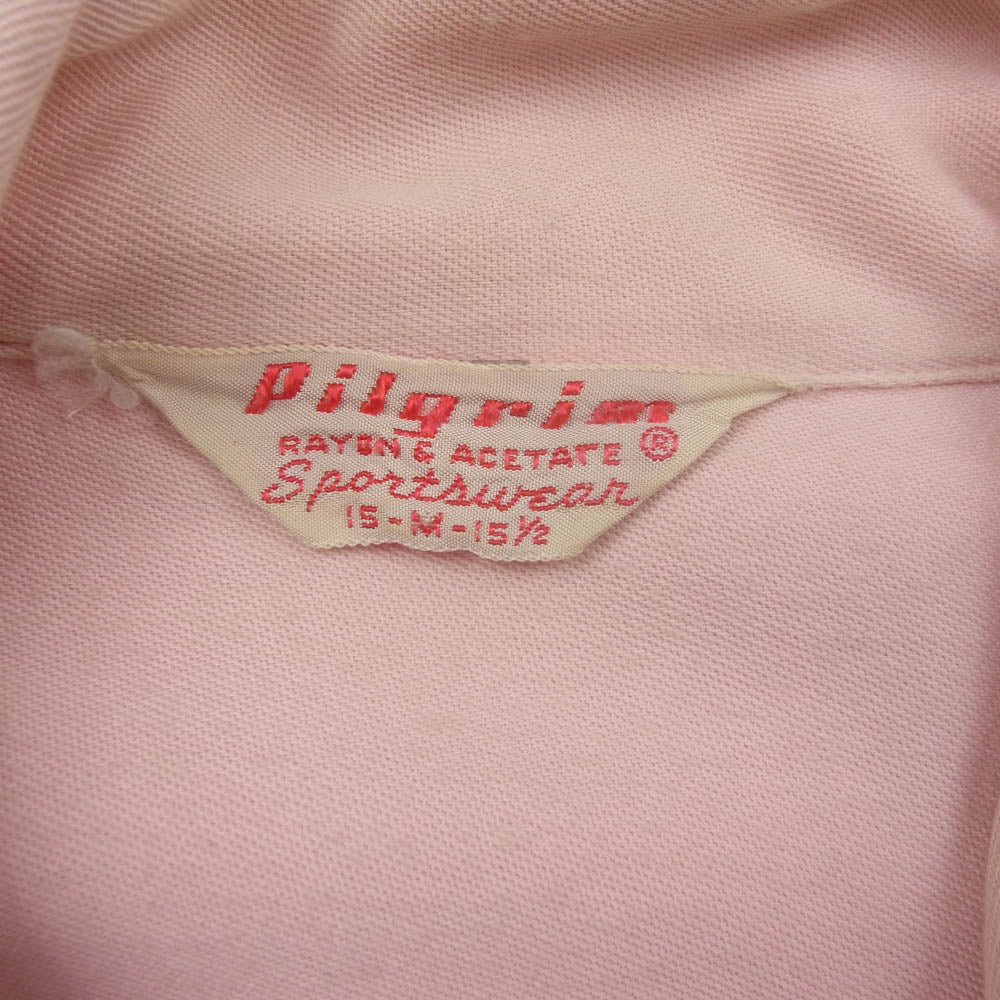 Pilgrim ®
RAYON & ACETATE
Sportswear
15-M-15½